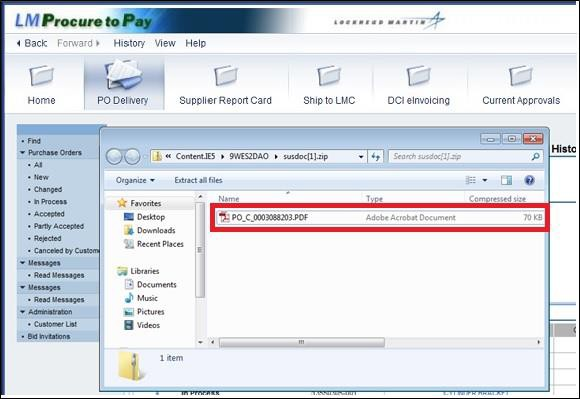 LM Procure to Pay
LOCKHEED MARTIN
Back Forward History View Help
Home PO Delivery Supplier Report Card Ship to LMC DCI eInvoicing Current Approvals
Find
Purchase Orders
All
New
Changed
In Process
Accepted
Partly Accepted
Rejected
Canceled by Custome
Messages
Read Messages
Messages
Read Messages
Administration
Customer List
Bid Invitations
Histo
Content.IE5 9WES2DAO susdoc[1].zip
Search susdoc[1].zip
Organize Extract all files
Favorites
Desktop
Downloads
Recent Places
Libraries
Documents
Music
Pictures
Videos
Name Type Compressed size
PO_C_0003088203.PDF Adobe Acrobat Document 70 KB
1 item
In Process